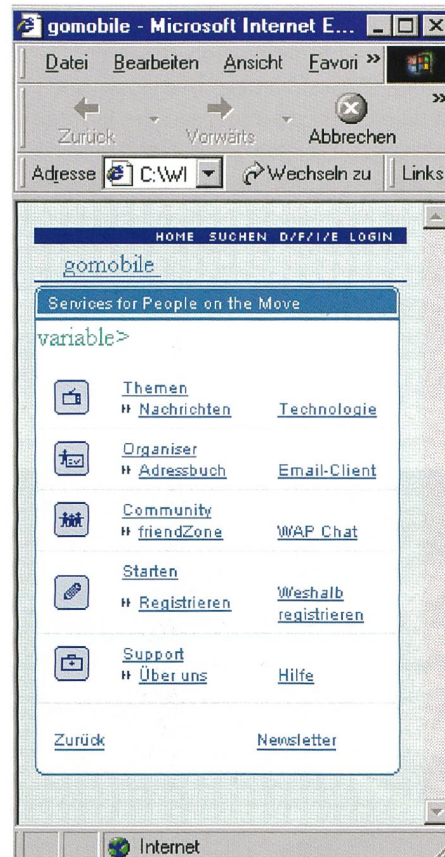 gomobile - Microsoft Internet E...
Datei Bearbeiten Ansicht Favori »
Zurück Vorwärts Abbrechen »
Adresse C:\WI Wechseln zu Links
HOME SUCHEN D/F/I/E LOGIN
gomobile
Services for People on the Move
variable>
Themen
Nachrichten Technologie
Organiser
Adressbuch Email-Client
Community
friendZone WAP Chat
Starten
Registrieren Weshalb registrieren
Support
Über uns Hilfe
Zurück Newsletter
Internet